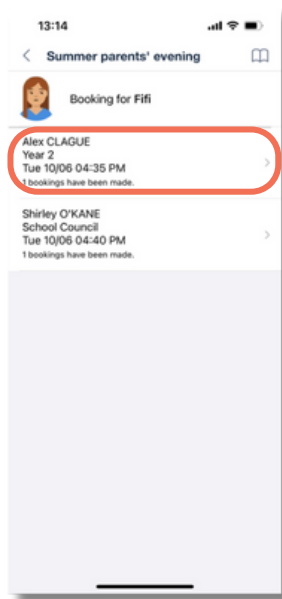 13:14
Summer parents' evening
Booking for Fifi
Alex CLAGUE
Year 2
Tue 10/06 04:35 PM
1 bookings have been made.
Shirley O'KANE
School Council
Tue 10/06 04:40 PM
1 bookings have been made.